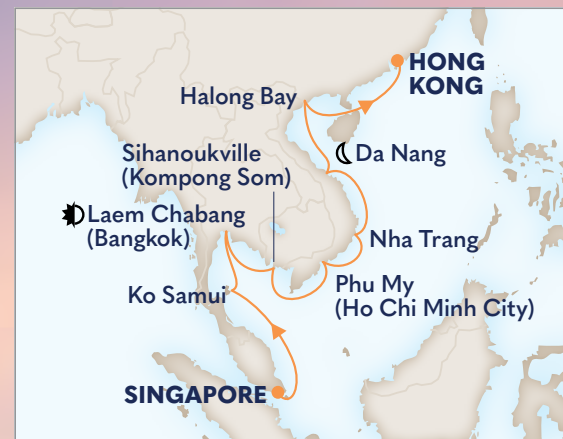 HONG
KONG
Halong Bay
Sihanoukville
(Kompong Som)
Da Nang
Laem Chabang
(Bangkok)
Nha Trang
Ko Samui
Phu My
(Ho Chi Minh City)
SINGAPORE